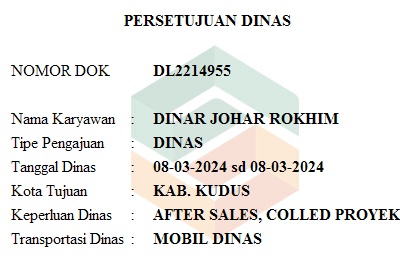 PERSETUJUAN DINAS
NOMOR DOK DL2214955
Nama Karyawan : DINAR JOHAR ROKHIM
Tipe Pengajuan : DINAS
Tanggal Dinas : 08-03-2024 sd 08-03-2024
Kota Tujuan : KAB. KUDUS
Keperluan Dinas : AFTER SALES, COLLED PROYEK
Transportasi Dinas : MOBIL DINAS